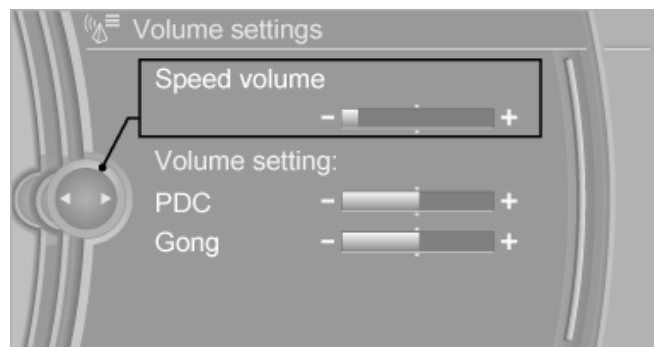 Volume settings
Speed volume
- +
Volume setting:
PDC - +
Gong - +